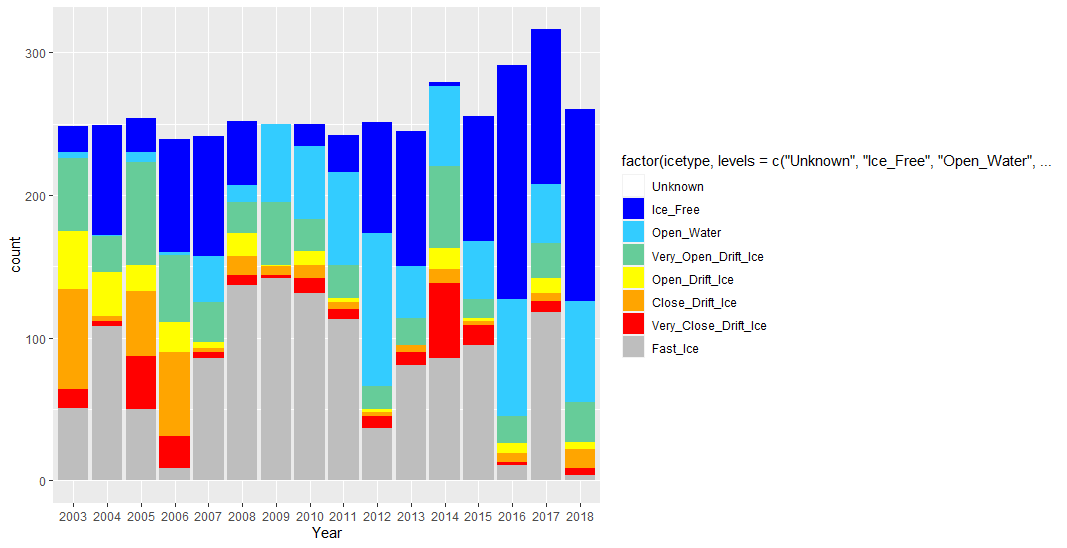 300
200
100
0
count
2003 2004 2005 2006 2007 2008 2009 2010 2011 2012 2013 2014 2015 2016 2017 2018
Year
factor(icetype, levels = c("Unknown", "Ice_Free", "Open_Water", ...
Unknown
Ice_Free
Open_Water
Very_Open_Drift_Ice
Open_Drift_Ice
Close_Drift_Ice
Very_Close_Drift_Ice
Fast_Ice